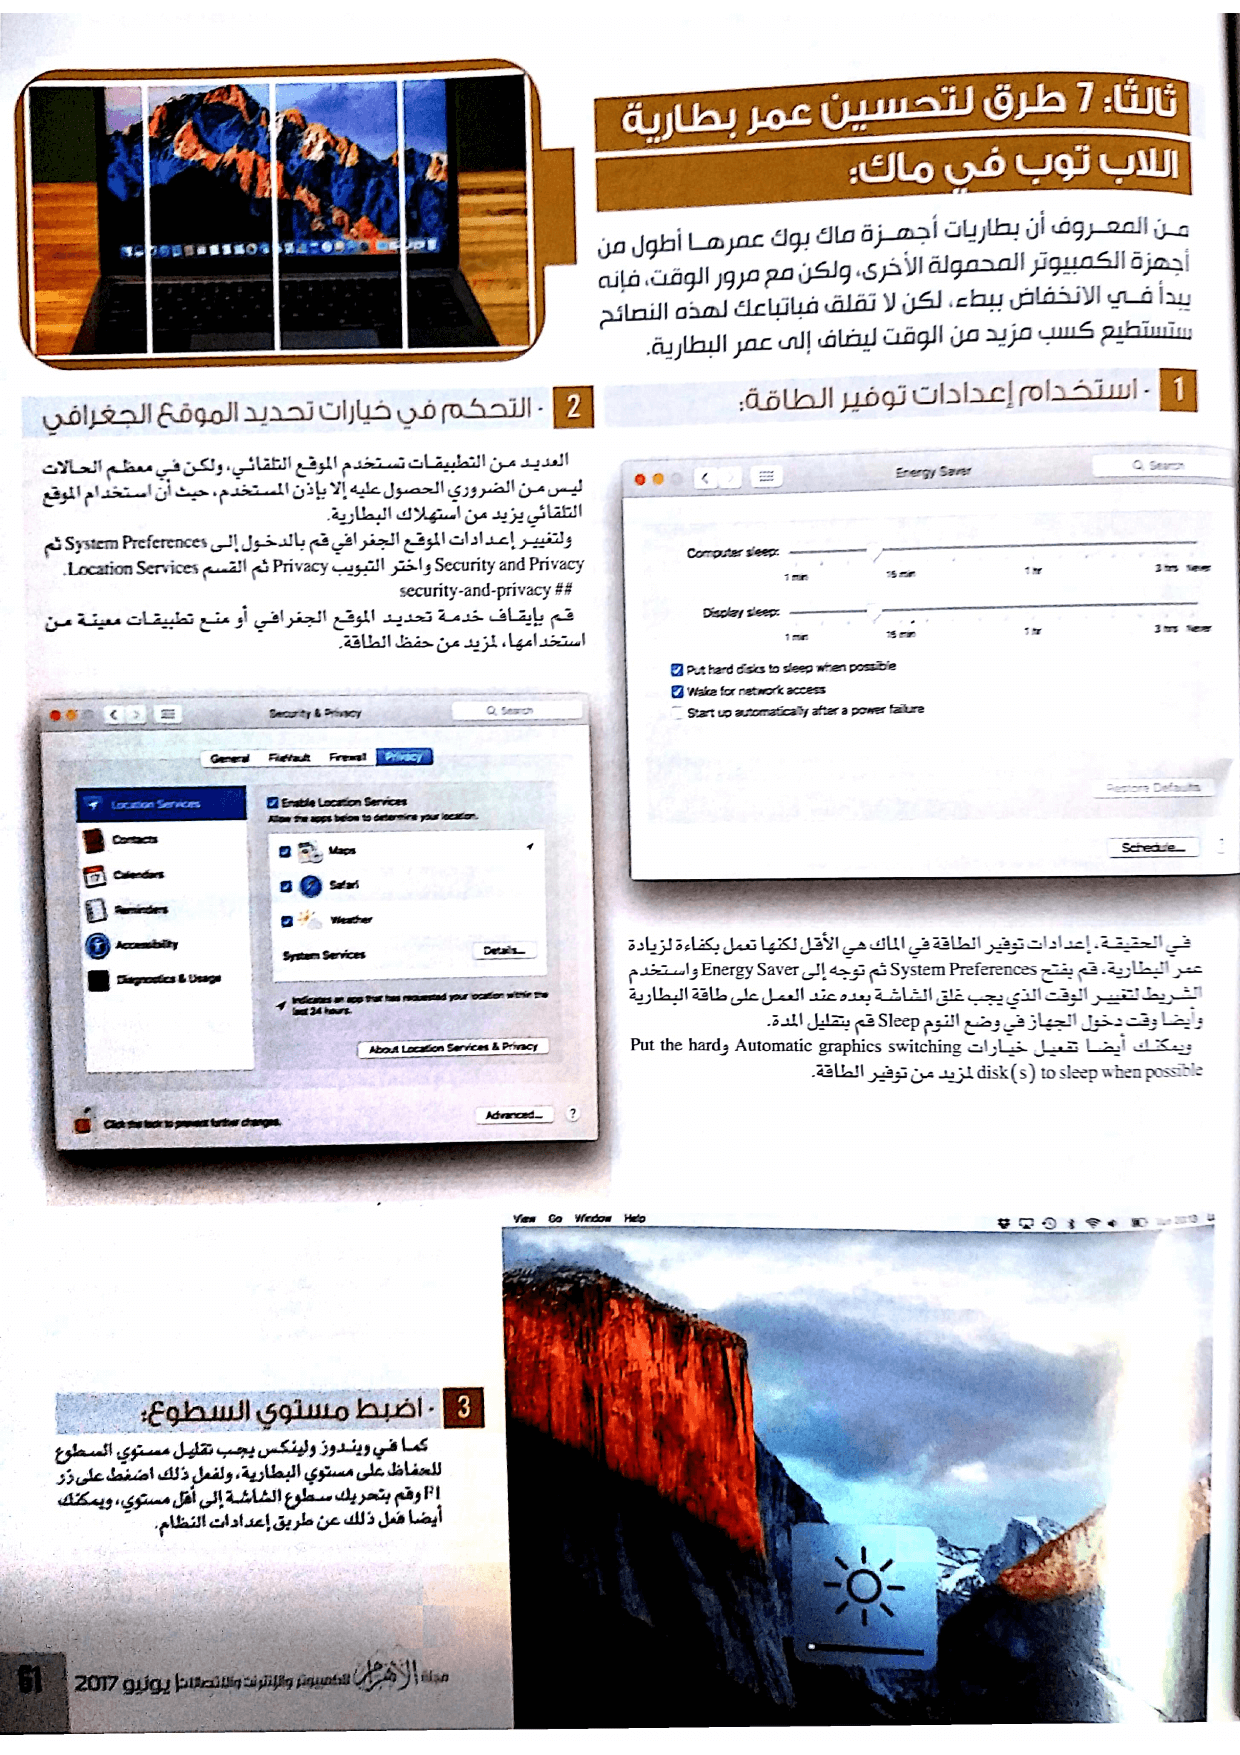 ثالثًا: 7 طرق لتحسين عمر بطارية
اللاب توب في ماك:
من المعروف أن بطاريات أجهزة ماك بوك عمرها أطول من
أجهزة الكمبيوتر المحمولة الأخرى، ولكن مع مرور الوقت، فإنه
يبدأ في الانخفاض ببطء، لكن لا تقلق فباتباعك لهذه النصائح
ستستطيع كسب مزيد من الوقت ليضاف إلى عمر البطارية.
1 - استخدام إعدادات توفير الطاقة:
Energy Saver
Search
Computer sleep:
1 min 15 min 1 hr 3 hrs Never
Display sleep:
1 min 15 min 1 hr 3 hrs Never
Put hard disks to sleep when possible
Wake for network access
Start up automatically after a power failure
Restore Defaults
Schedule...
في الحقيقة، إعدادات توفير الطاقة في الماك هي الأقل لكنها تعمل بكفاءة لزيادة
عمر البطارية، قم بفتح System Preferences ثم توجه إلى Energy Saver واستخدم
الشريط لتغيير الوقت الذي يجب غلق الشاشة بعده عند العمل على طاقة البطارية
وأيضا وقت دخول الجهاز في وضع النوم Sleep قم بتقليل المدة.
ويمكنك أيضا تفعيل خيارات Automatic graphics switching وPut the hard
disk(s) to sleep when possible لمزيد من توفير الطاقة.
2 - التحكم في خيارات تحديد الموقع الجغرافي
العديد من التطبيقات تستخدم الموقع التلقائي، ولكن في معظم الحالات
ليس من الضروري الحصول عليه إلا بإذن المستخدم، حيث أن استخدام الموقع
التلقائي يزيد من استهلاك البطارية.
ولتغيير إعدادات الموقع الجغرافي قم بالدخول إلى System Preferences ثم
Security and Privacy واختر التبويب Privacy ثم القسم Location Services.
## security-and-privacy
قم بإيقاف خدمة تحديد الموقع الجغرافي أو منع تطبيقات معينة من
استخدامها، لمزيد من حفظ الطاقة.
Security & Privacy
Search
General FileVault Firewall Privacy
Location Services
Contacts
Calendars
Reminders
Accessibility
Diagnostics & Usage
Enable Location Services
Allow the apps below to determine your location.
Maps
Safari
Weather
System Services
Details...
Indicates an app that has requested your location within the
last 24 hours.
About Location Services & Privacy
Click the lock to prevent further changes.
Advanced...
?
View Go Window Help
3 - اضبط مستوي السطوع:
كما في ويندوز ولينكس يجب تقليل مستوي السطوع
للحفاظ على مستوي البطارية، ولفعل ذلك اضغط على زر
F1 وقم بتحريك سطوع الشاشة إلى أقل مستوي، ويمكنك
أيضا فعل ذلك عن طريق إعدادات النظام.
61
مجلة الأهرام للكمبيوتر والإنترنت والاتصالات | يونيو 2017